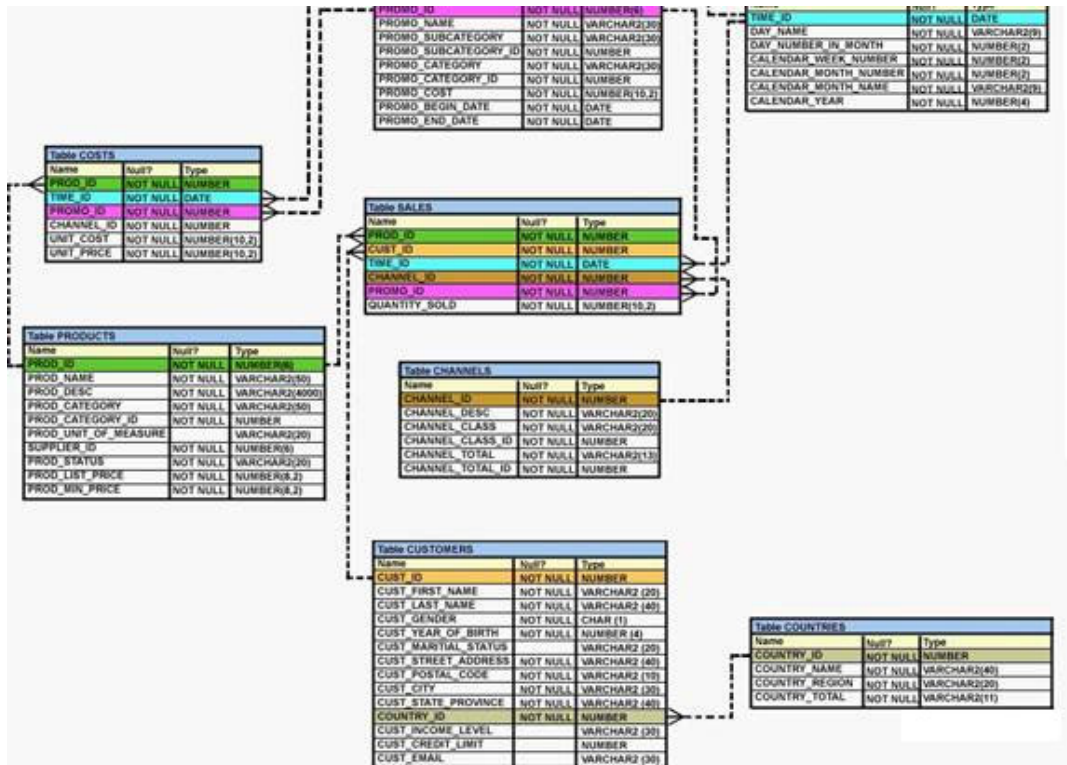 PROMO_ID NOT NULL NUMBER(6)
PROMO_NAME NOT NULL VARCHAR2(30)
PROMO_SUBCATEGORY NOT NULL VARCHAR2(30)
PROMO_SUBCATEGORY_ID NOT NULL NUMBER
PROMO_CATEGORY NOT NULL VARCHAR2(30)
PROMO_CATEGORY_ID NOT NULL NUMBER
PROMO_COST NOT NULL NUMBER(10,2)
PROMO_BEGIN_DATE NOT NULL DATE
PROMO_END_DATE NOT NULL DATE
TIME_ID NOT NULL DATE
DAY_NAME NOT NULL VARCHAR2(9)
DAY_NUMBER_IN_MONTH NOT NULL NUMBER(2)
CALENDAR_WEEK_NUMBER NOT NULL NUMBER(2)
CALENDAR_MONTH_NUMBER NOT NULL NUMBER(2)
CALENDAR_MONTH_NAME NOT NULL VARCHAR2(9)
CALENDAR_YEAR NOT NULL NUMBER(4)
Table COSTS
Name Null? Type
PROD_ID NOT NULL NUMBER
TIME_ID NOT NULL DATE
PROMO_ID NOT NULL NUMBER
CHANNEL_ID NOT NULL NUMBER
UNIT_COST NOT NULL NUMBER(10,2)
UNIT_PRICE NOT NULL NUMBER(10,2)
Table SALES
Name Null? Type
PROD_ID NOT NULL NUMBER
CUST_ID NOT NULL NUMBER
TIME_ID NOT NULL DATE
CHANNEL_ID NOT NULL NUMBER
PROMO_ID NOT NULL NUMBER
QUANTITY_SOLD NOT NULL NUMBER(10,2)
Table PRODUCTS
Name Null? Type
PROD_ID NOT NULL NUMBER(6)
PROD_NAME NOT NULL VARCHAR2(50)
PROD_DESC NOT NULL VARCHAR2(4000)
PROD_CATEGORY NOT NULL VARCHAR2(50)
PROD_CATEGORY_ID NOT NULL NUMBER
PROD_UNIT_OF_MEASURE VARCHAR2(20)
SUPPLIER_ID NOT NULL NUMBER(6)
PROD_STATUS NOT NULL VARCHAR2(20)
PROD_LIST_PRICE NOT NULL NUMBER(8,2)
PROD_MIN_PRICE NOT NULL NUMBER(8,2)
Table CHANNELS
Name Null? Type
CHANNEL_ID NOT NULL NUMBER
CHANNEL_DESC NOT NULL VARCHAR2(20)
CHANNEL_CLASS NOT NULL VARCHAR2(20)
CHANNEL_CLASS_ID NOT NULL NUMBER
CHANNEL_TOTAL NOT NULL VARCHAR2(13)
CHANNEL_TOTAL_ID NOT NULL NUMBER
Table CUSTOMERS
Name Null? Type
CUST_ID NOT NULL NUMBER
CUST_FIRST_NAME NOT NULL VARCHAR2 (20)
CUST_LAST_NAME NOT NULL VARCHAR2 (40)
CUST_GENDER NOT NULL CHAR (1)
CUST_YEAR_OF_BIRTH NOT NULL NUMBER (4)
CUST_MARITIAL_STATUS VARCHAR2 (20)
CUST_STREET_ADDRESS NOT NULL VARCHAR2 (40)
CUST_POSTAL_CODE NOT NULL VARCHAR2 (10)
CUST_CITY NOT NULL VARCHAR2 (30)
CUST_STATE_PROVINCE NOT NULL VARCHAR2 (40)
COUNTRY_ID NOT NULL NUMBER
CUST_INCOME_LEVEL VARCHAR2 (30)
CUST_CREDIT_LIMIT NUMBER
CUST_EMAIL VARCHAR2 (30)
Table COUNTRIES
Name Null? Type
COUNTRY_ID NOT NULL NUMBER
COUNTRY_NAME NOT NULL VARCHAR2(40)
COUNTRY_REGION NOT NULL VARCHAR2(20)
COUNTRY_TOTAL NOT NULL VARCHAR2(11)